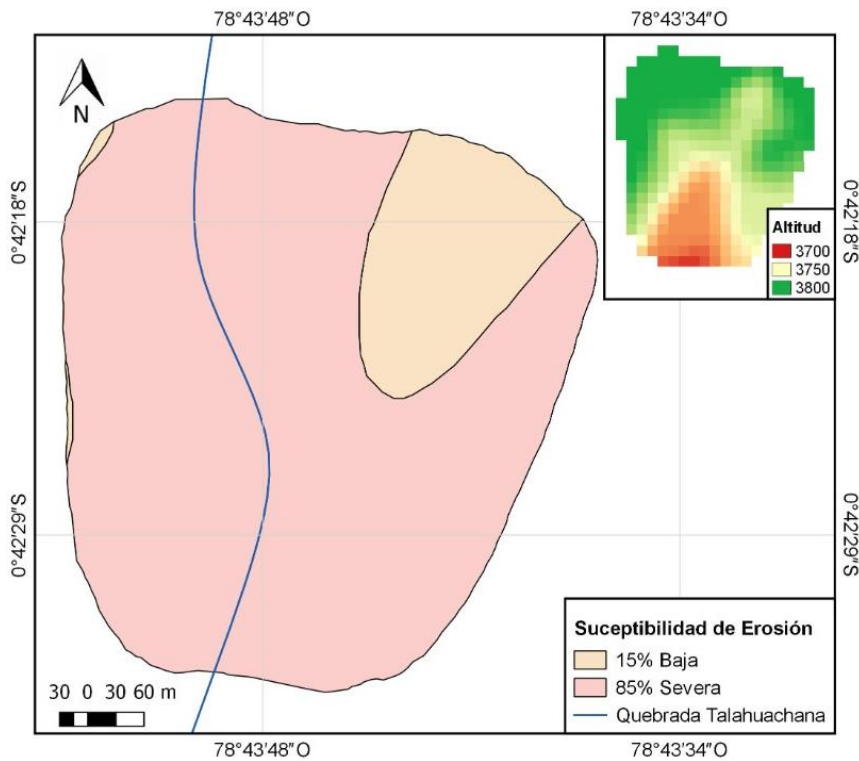 78°43'48"O
78°43'34"O
N
0°42'18"S
0°42'18"S
Altitud
3700
3750
3800
0°42'29"S
0°42'29"S
Suceptibilidad de Erosión
15% Baja
85% Severa
Quebrada Talahuachana
30 0 30 60 m
78°43'48"O
78°43'34"O